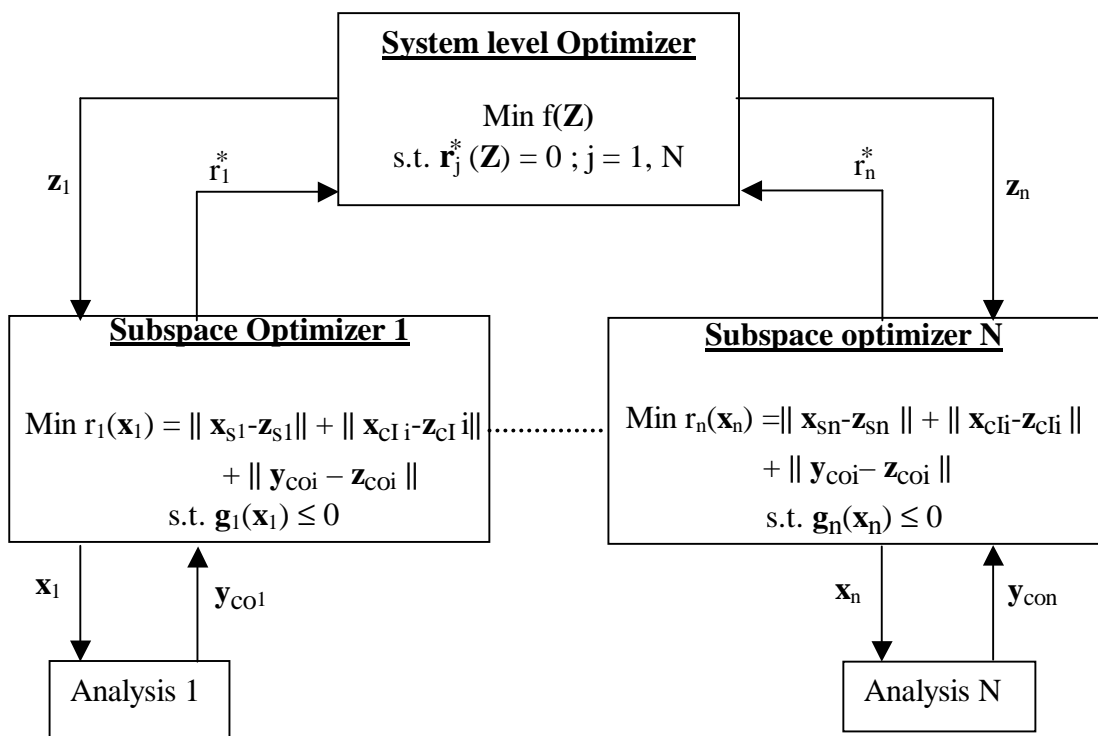 System level Optimizer
Min f(Z)
s.t. r*j (Z) = 0 ; j = 1, N
z1
r*1
r*n
zn
Subspace Optimizer 1
Min r1(x1) = || xs1-zs1|| + || xcI i-zcI i||
+ || ycoi – zcoi ||
s.t. g1(x1) ≤ 0
Subspace optimizer N
Min rn(xn) =|| xsn-zsn || + || xcIi-zcIi ||
+ || ycoi– zcoi ||
s.t. gn(xn) ≤ 0
x1
yco1
xn
ycon
Analysis 1
Analysis N